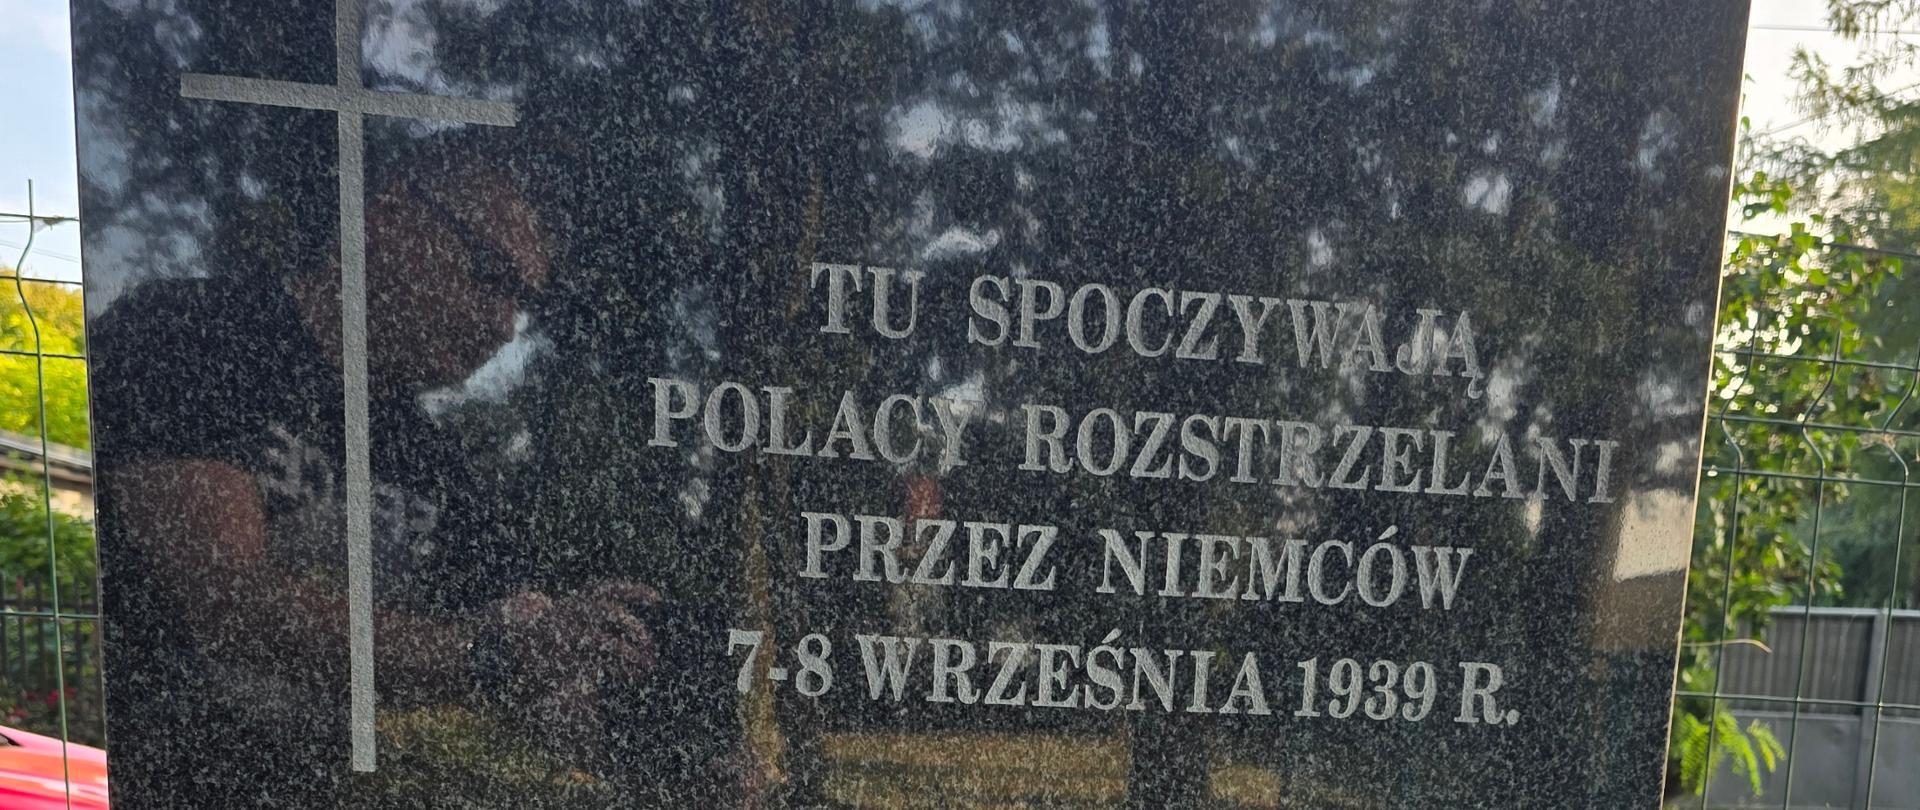 TU SPOCZYWAJĄ
POLACY ROZSTRZELANI
PRZEZ NIEMCÓW
7-8 WRZEŚNIA 1939 R.